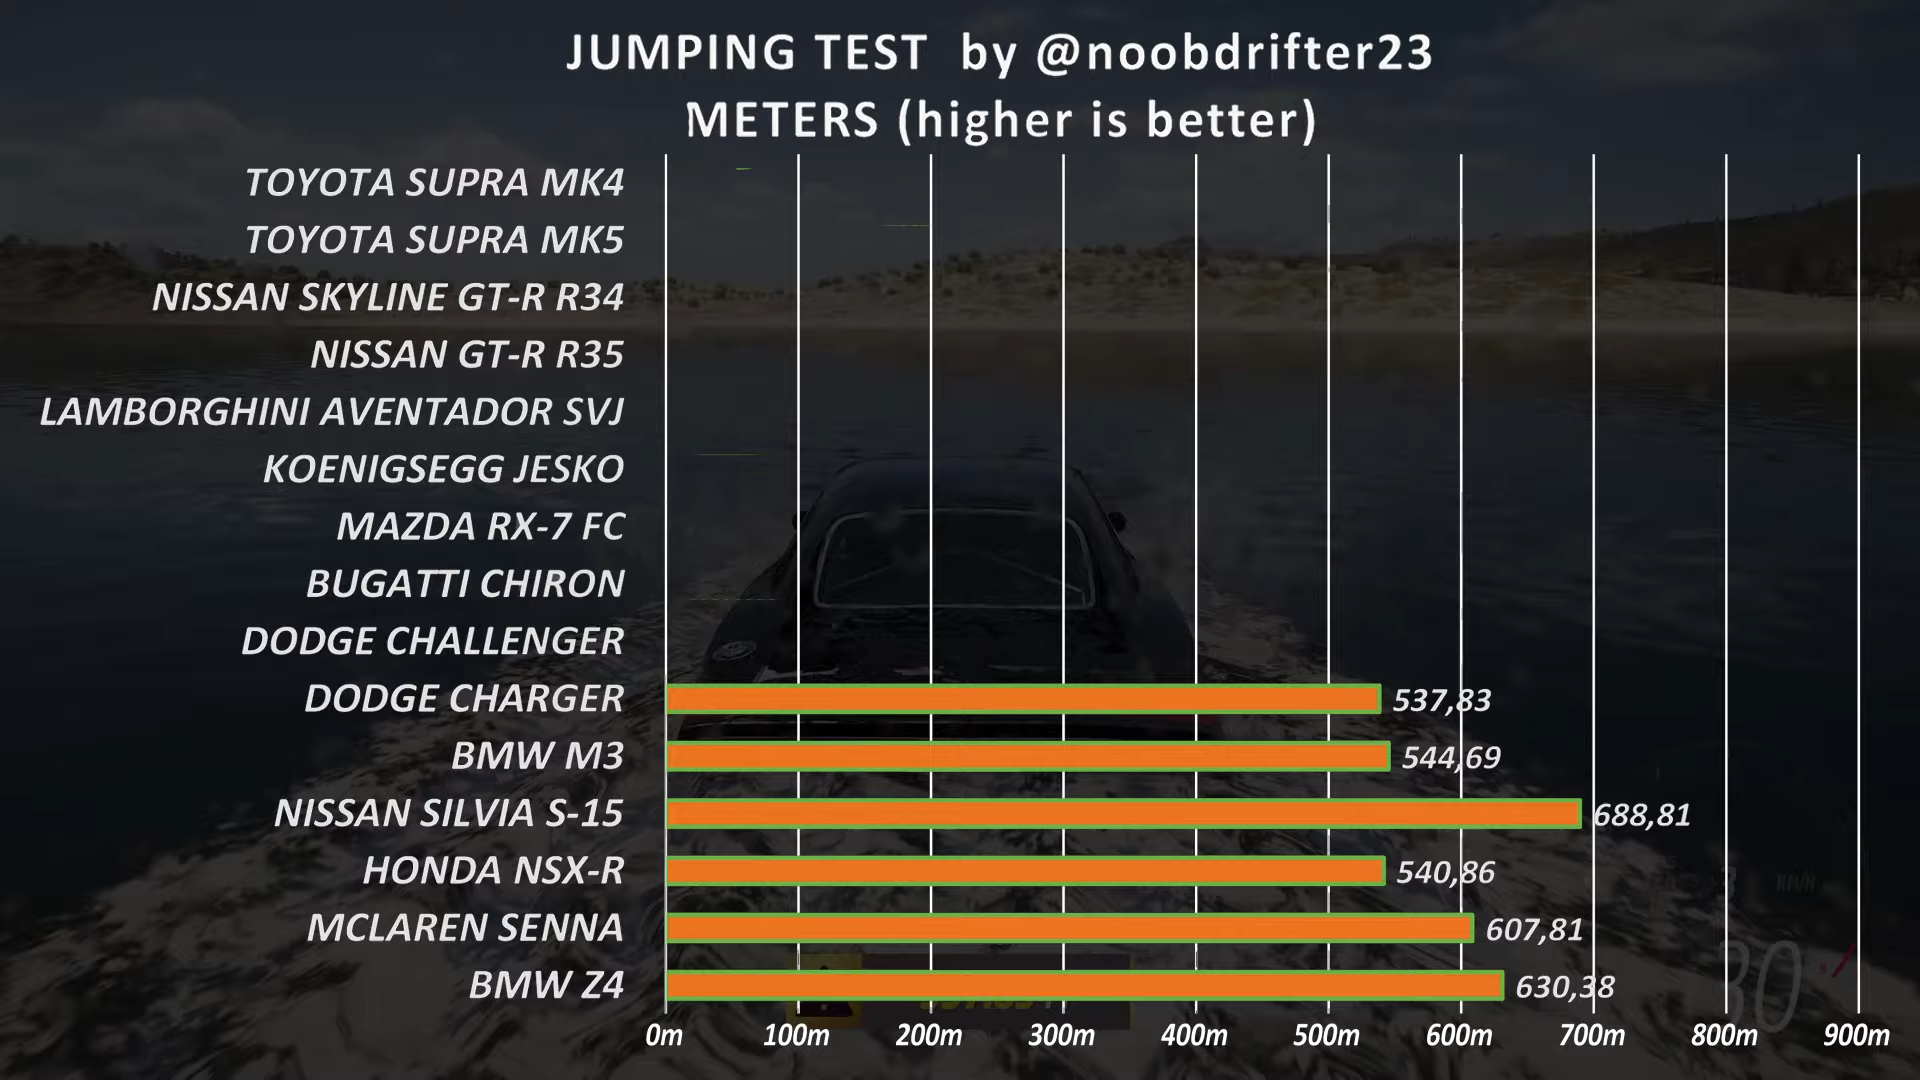 JUMPING TEST by @noobdrifter23
METERS (higher is better)
TOYOTA SUPRA MK4
TOYOTA SUPRA MK5
NISSAN SKYLINE GT-R R34
NISSAN GT-R R35
LAMBORGHINI AVENTADOR SVJ
KOENIGSEGG JESKO
MAZDA RX-7 FC
BUGATTI CHIRON
DODGE CHALLENGER
DODGE CHARGER 537,83
BMW M3 544,69
NISSAN SILVIA S-15 688,81
HONDA NSX-R 540,86
MCLAREN SENNA 607,81
BMW Z4 630,38
0m 100m 200m 300m 400m 500m 600m 700m 800m 900m
3 KM/H
30